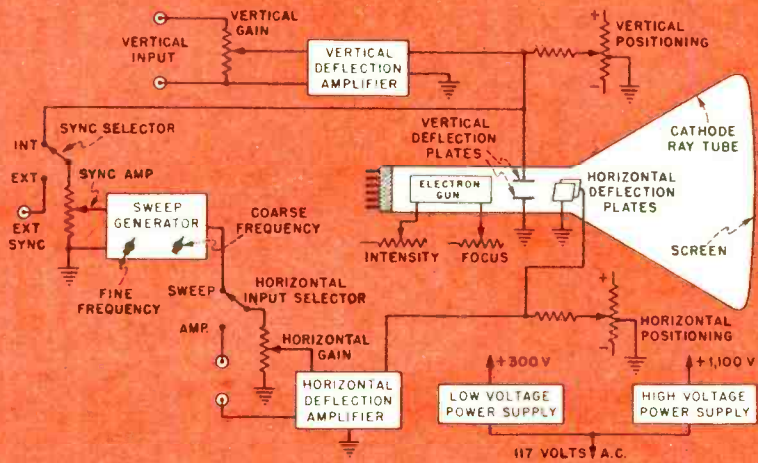 VERTICAL
GAIN
VERTICAL
INPUT
VERTICAL
DEFLECTION
AMPLIFIER
+
VERTICAL
POSITIONING
−
SYNC SELECTOR
INT
EXT
EXT
SYNC
SYNC AMP
SWEEP
GENERATOR
COARSE
FREQUENCY
FINE
FREQUENCY
VERTICAL
DEFLECTION
PLATES
ELECTRON
GUN
INTENSITY
FOCUS
HORIZONTAL
DEFLECTION
PLATES
CATHODE
RAY TUBE
SCREEN
SWEEP
HORIZONTAL
INPUT SELECTOR
AMP.
HORIZONTAL
GAIN
HORIZONTAL
DEFLECTION
AMPLIFIER
+
HORIZONTAL
POSITIONING
−
+300 V
+1,100 V
LOW VOLTAGE
POWER SUPPLY
HIGH VOLTAGE
POWER SUPPLY
117 VOLTS A.C.